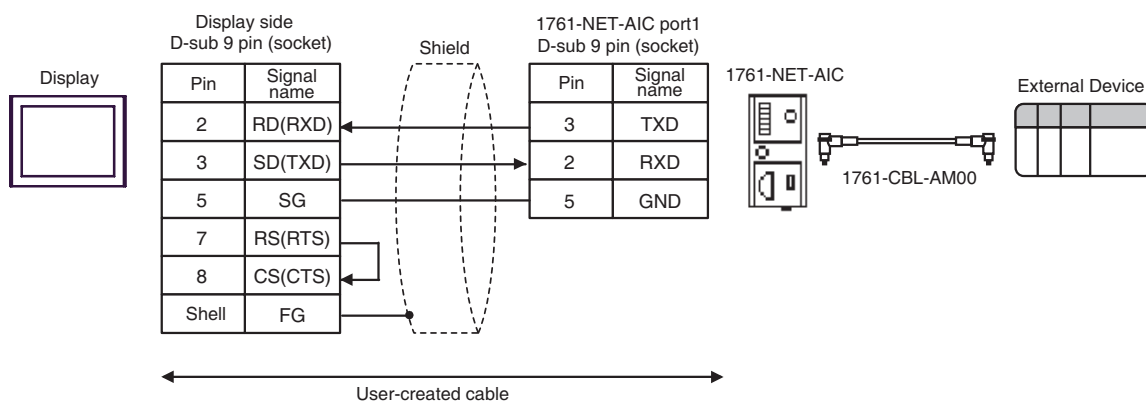 Display side
D-sub 9 pin (socket)
Shield
1761-NET-AIC port1
D-sub 9 pin (socket)
Display
Pin Signal name
2 RD(RXD)
3 SD(TXD)
5 SG
7 RS(RTS)
8 CS(CTS)
Shell FG
Pin Signal name
3 TXD
2 RXD
5 GND
1761-NET-AIC
1761-CBL-AM00
External Device
User-created cable